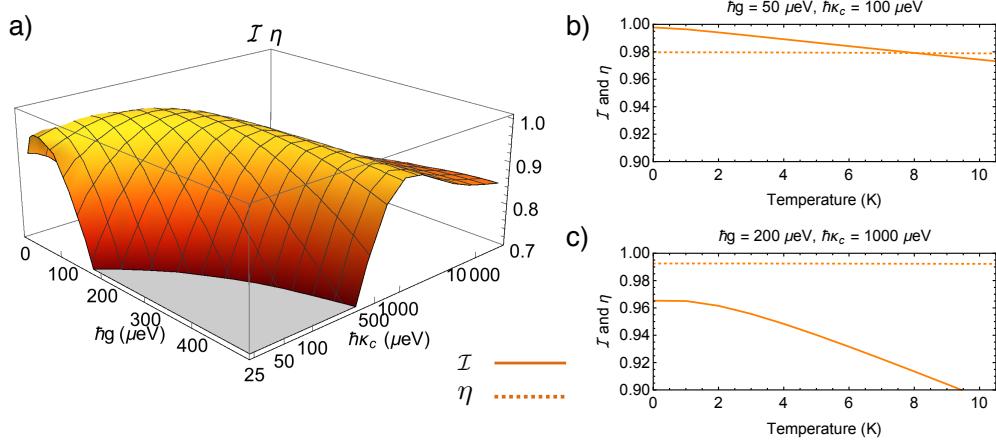 a)
I η
1.0
0.9
0.8
0.7
0
100
200
300
400
ħg (μeV)
25
50
100
500
1000
10 000
ħκc (μeV)
I
η
b)
ħg = 50 μeV, ħκc = 100 μeV
1.00
0.98
0.96
0.94
0.92
0.90
I and η
0 2 4 6 8 10
Temperature (K)
c)
ħg = 200 μeV, ħκc = 1000 μeV
1.00
0.98
0.96
0.94
0.92
0.90
I and η
0 2 4 6 8 10
Temperature (K)